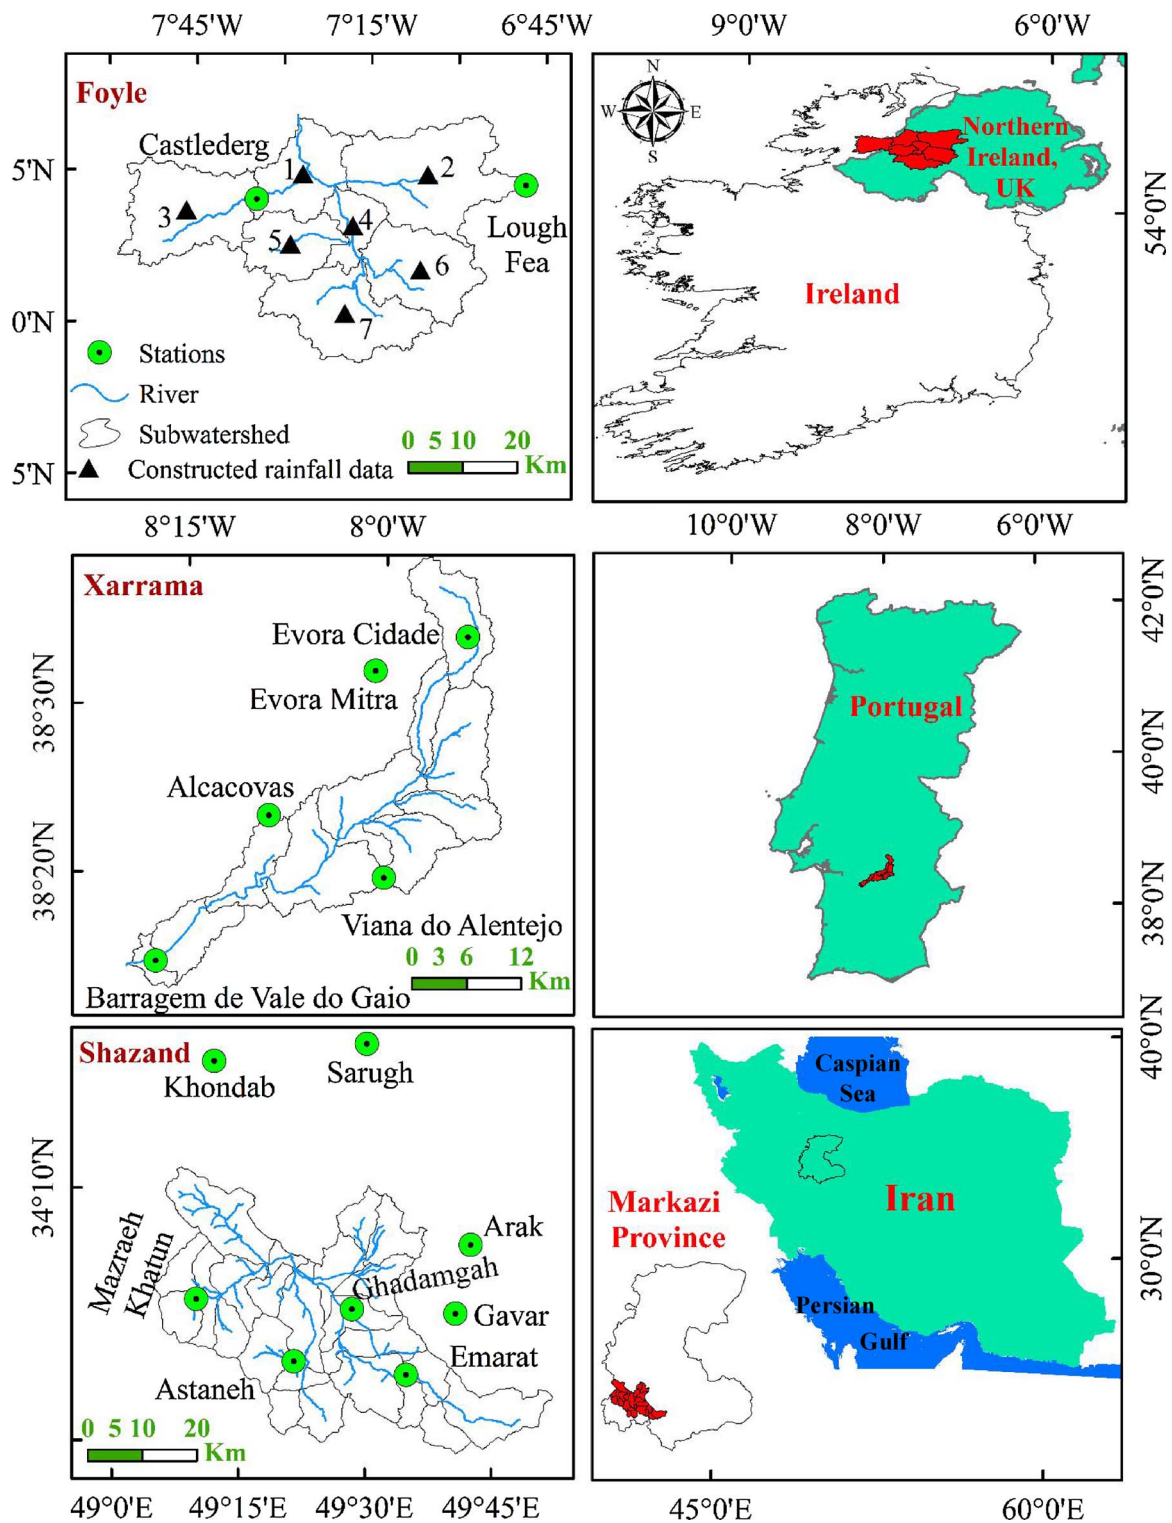 7°45'W 7°15'W 6°45'W
9°0'W 6°0'W
Foyle
Castlederg
1
2
3
4
5
6
7
Lough
Fea
5'N
0'N
5'N
Stations
River
Subwatershed
Constructed rainfall data
0 5 10 20
Km
N
W E
S
Northern
Ireland,
UK
Ireland
54°0'N
8°15'W 8°0'W
10°0'W 8°0'W 6°0'W
Xarrama
Evora Cidade
Evora Mitra
Alcacovas
Viana do Alentejo
Barragem de Vale do Gaio
38°30'N
38°20'N
0 3 6 12
Km
Portugal
42°0'N
40°0'N
38°0'N
Shazand
Khondab
Sarugh
Arak
Mazraeh
Khatun
Ghadamgah
Gavar
Emarat
Astaneh
34°10'N
0 5 10 20
Km
49°0'E 49°15'E 49°30'E 49°45'E
Caspian
Sea
Iran
Markazi
Province
Persian
Gulf
40°0'N
30°0'N
45°0'E 60°0'E